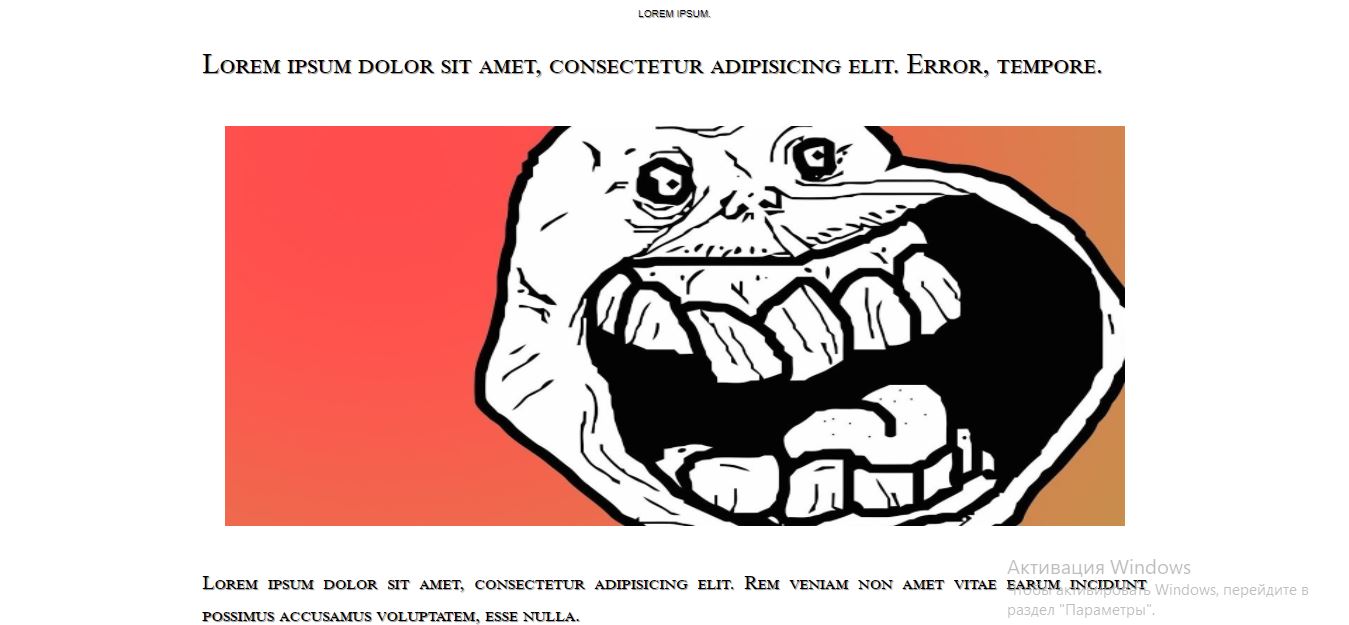 LOREM IPSUM.
Lorem ipsum dolor sit amet, consectetur adipisicing elit. Error, tempore.
Lorem ipsum dolor sit amet, consectetur adipisicing elit. Rem veniam non amet vitae earum incidunt
possimus accusamus voluptatem, esse nulla.
Активация Windows
Чтобы активировать Windows, перейдите в
раздел "Параметры".